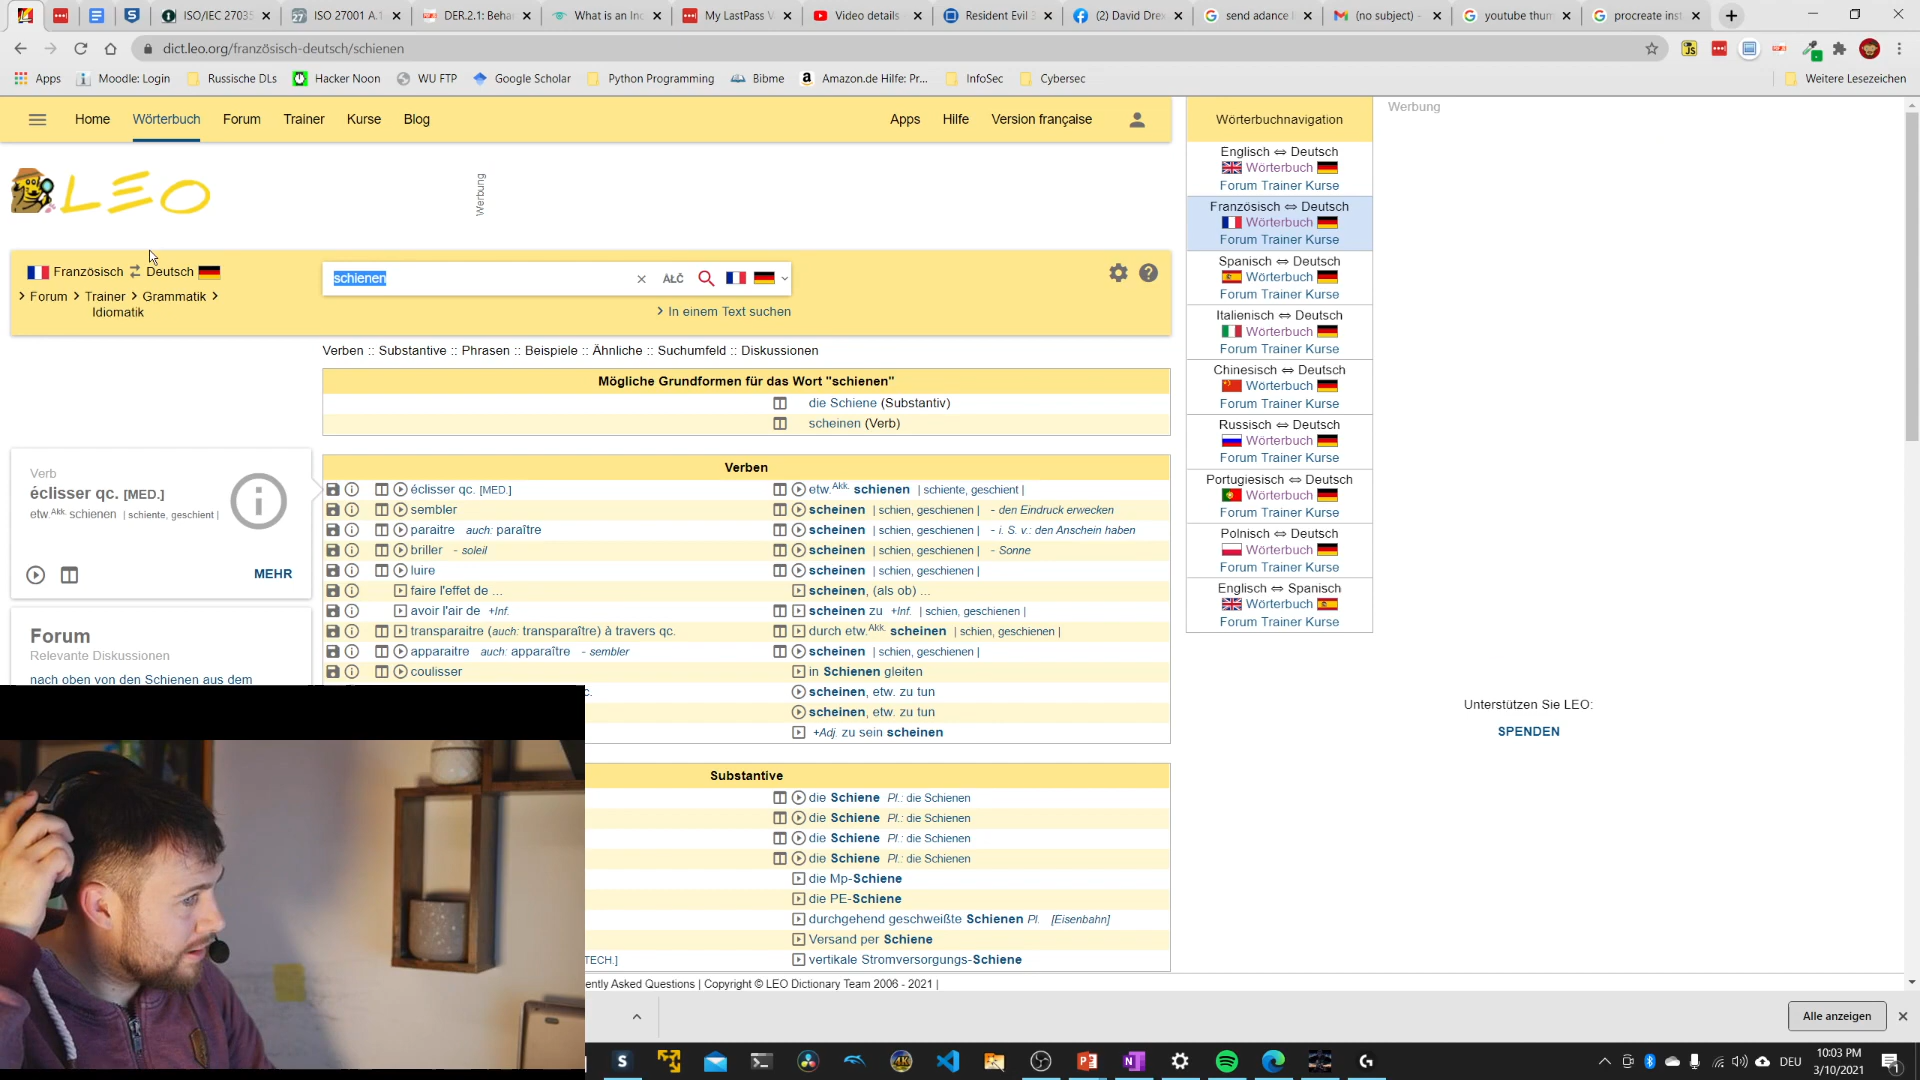 ISO/IEC 2703
ISO 27001 A.1
DER.2.1: Beha
What is an Inc
My LastPass V
Video details
Resident Evil
(2) David Dre
send adance
(no subject) -
youtube thum
procreate inst
dict.leo.org/französisch-deutsch/schienen
Apps
Moodle: Login
Russische DLs
Hacker Noon
WU FTP
Google Scholar
Python Programming
Bibme
Amazon.de Hilfe: Pr...
InfoSec
Cybersec
Weitere Lesezeichen
Home
Wörterbuch
Forum
Trainer
Kurse
Blog
Apps
Hilfe
Version française
LEO
Werbung
Französisch Deutsch
Forum > Trainer > Grammatik >
Idiomatik
schienen
ÀŁČ
> In einem Text suchen
Verben :: Substantive :: Phrasen :: Beispiele :: Ähnliche :: Suchumfeld :: Diskussionen
Mögliche Grundformen für das Wort "schienen"
die Schiene (Substantiv)
scheinen (Verb)
Verb
éclisser qc. [MED.]
etw.Akk. schienen | schiente, geschient |
MEHR
Forum
Relevante Diskussionen
nach oben von den Schienen aus dem
Verben
éclisser qc. [MED.] etw.Akk. schienen | schiente, geschient |
sembler scheinen | schien, geschienen | - den Eindruck erwecken
paraitre auch: paraître scheinen | schien, geschienen | - i. S. v.: den Anschein haben
briller - soleil scheinen | schien, geschienen | - Sonne
luire scheinen | schien, geschienen |
faire l'effet de ... scheinen, (als ob) ...
avoir l'air de +Inf. scheinen zu +Inf. | schien, geschienen |
transparaitre (auch: transparaître) à travers qc. durch etw.Akk. scheinen | schien, geschienen |
apparaitre auch: apparaître - sembler scheinen | schien, geschienen |
coulisser in Schienen gleiten
c. scheinen, etw. zu tun
scheinen, etw. zu tun
+Adj. zu sein scheinen
Substantive
die Schiene Pl.: die Schienen
die Schiene Pl.: die Schienen
die Schiene Pl.: die Schienen
die Schiene Pl.: die Schienen
die Mp-Schiene
die PE-Schiene
durchgehend geschweißte Schienen Pl. [Eisenbahn]
Versand per Schiene
TECH.] vertikale Stromversorgungs-Schiene
ently Asked Questions | Copyright © LEO Dictionary Team 2006 - 2021 |
Wörterbuchnavigation
Englisch ⇔ Deutsch
Wörterbuch
Forum Trainer Kurse
Französisch ⇔ Deutsch
Wörterbuch
Forum Trainer Kurse
Spanisch ⇔ Deutsch
Wörterbuch
Forum Trainer Kurse
Italienisch ⇔ Deutsch
Wörterbuch
Forum Trainer Kurse
Chinesisch ⇔ Deutsch
Wörterbuch
Forum Trainer Kurse
Russisch ⇔ Deutsch
Wörterbuch
Forum Trainer Kurse
Portugiesisch ⇔ Deutsch
Wörterbuch
Forum Trainer Kurse
Polnisch ⇔ Deutsch
Wörterbuch
Forum Trainer Kurse
Englisch ⇔ Spanisch
Wörterbuch
Forum Trainer Kurse
Werbung
Unterstützen Sie LEO:
SPENDEN
Alle anzeigen
DEU
10:03 PM
3/10/2021